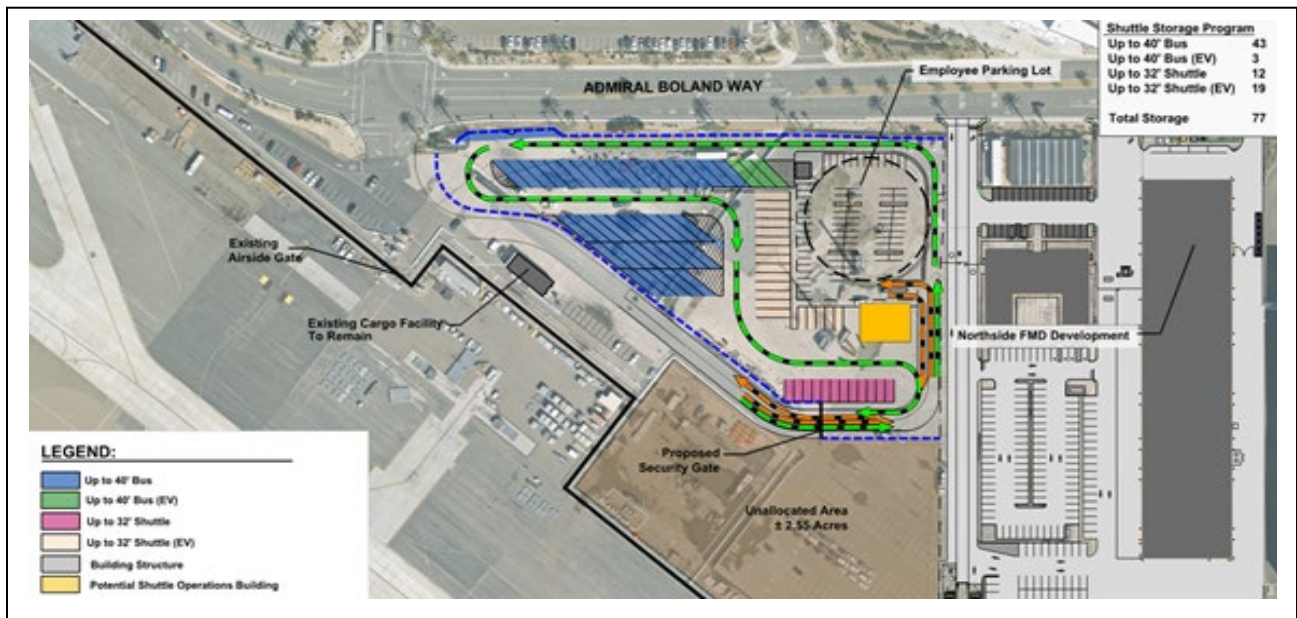 Shuttle Storage Program
Up to 40' Bus 43
Up to 40' Bus (EV) 3
Up to 32' Shuttle 12
Up to 32' Shuttle (EV) 19
Total Storage 77
Employee Parking Lot
ADMIRAL BOLAND WAY
Existing
Airside Gate
Existing Cargo Facility
To Remain
Northside FMD Development
Proposed
Security Gate
Unallocated Area
± 2.55 Acres
LEGEND:
Up to 40' Bus
Up to 40' Bus (EV)
Up to 32' Shuttle
Up to 32' Shuttle (EV)
Building Structure
Potential Shuttle Operations Building